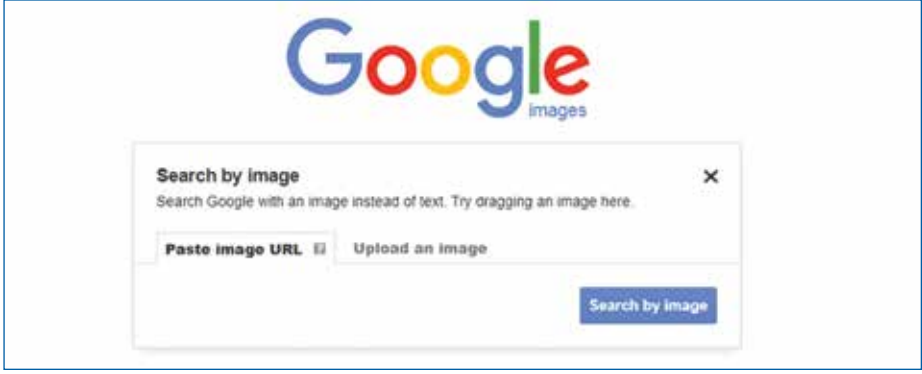 Google
images
Search by image
Search Google with an image instead of text. Try dragging an image here.
Paste image URL
Upload an image
Search by image